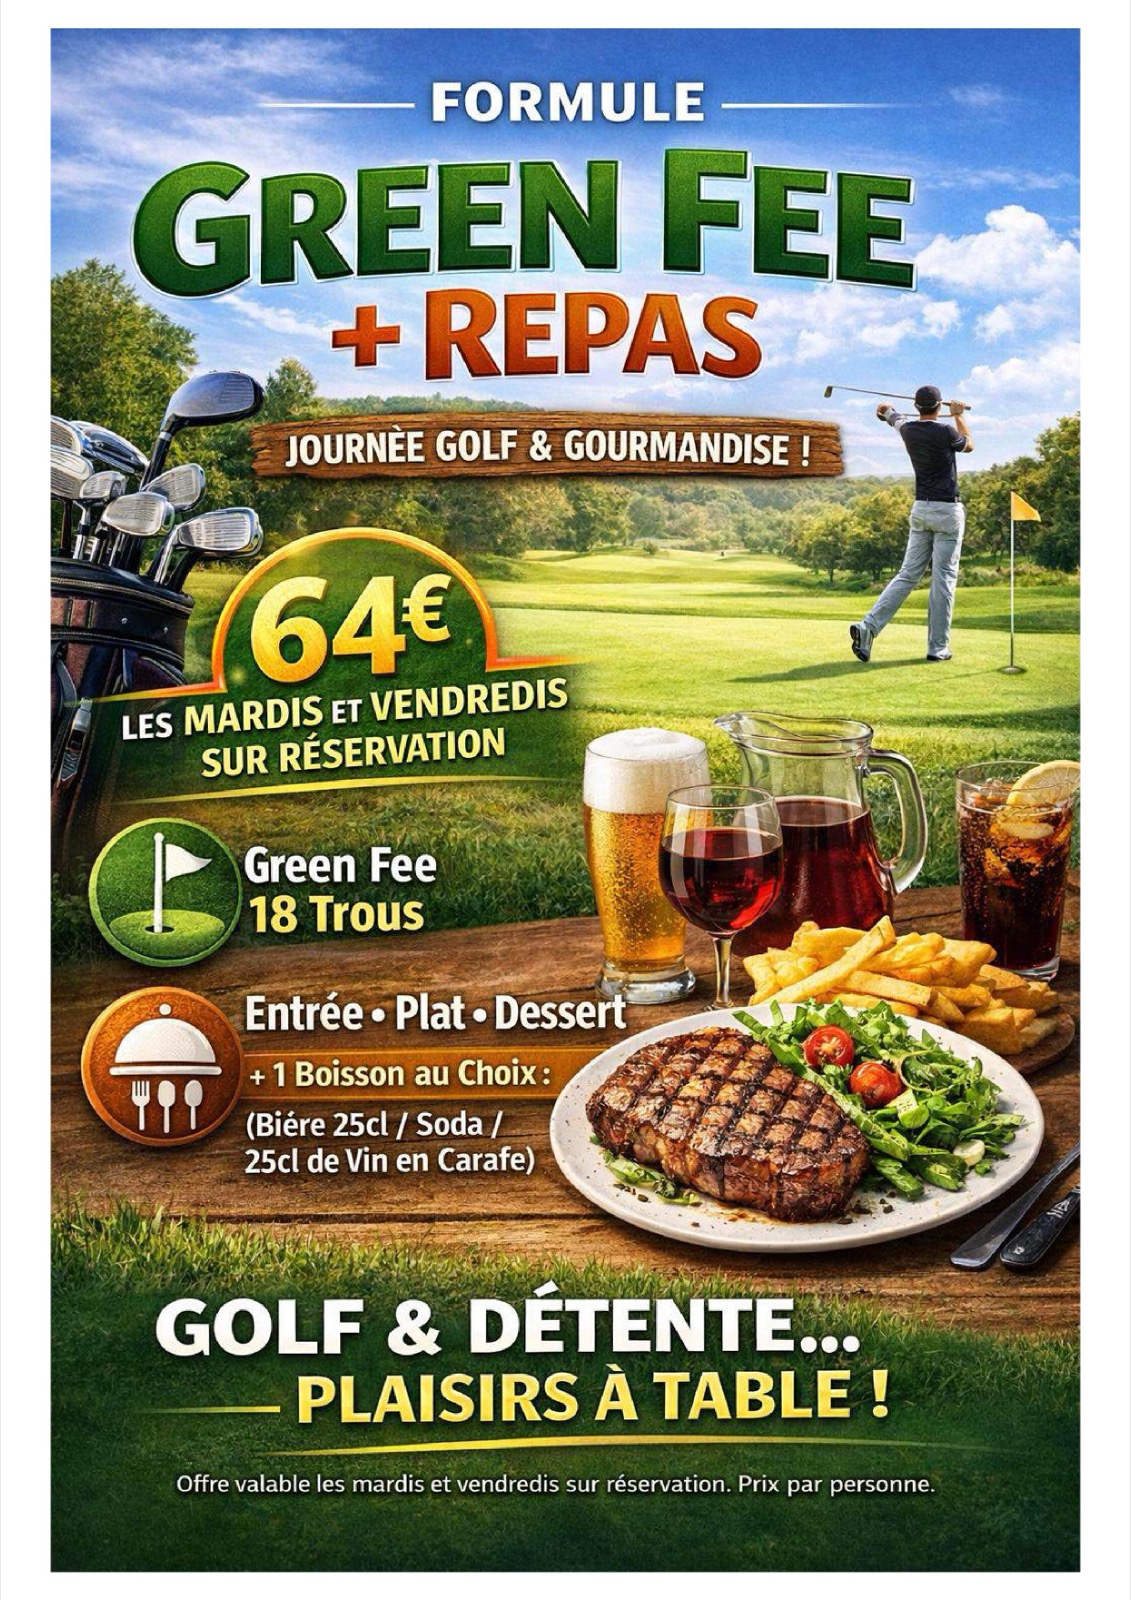 FORMULE
GREEN FEE
+ REPAS
JOURNÈE GOLF & GOURMANDISE !
64€
LES MARDIS ET VENDREDIS
SUR RÉSERVATION
Green Fee
18 Trous
Entrée • Plat • Dessert
+ 1 Boisson au Choix :
(Biére 25cl / Soda /
25cl de Vin en Carafe)
GOLF & DÉTENTE...
PLAISIRS À TABLE !
Offre valable les mardis et vendredis sur réservation. Prix par personne.